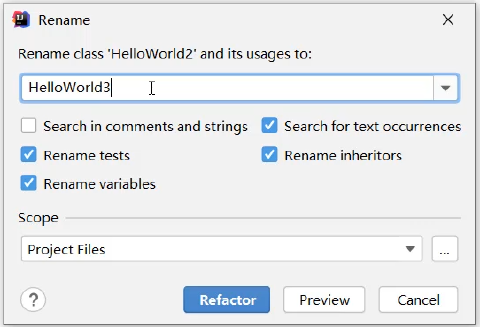 Rename
Rename class 'HelloWorld2' and its usages to:
HelloWorld3
Search in comments and strings
Search for text occurrences
Rename tests
Rename inheritors
Rename variables
Scope
Project Files
...
?
Refactor
Preview
Cancel